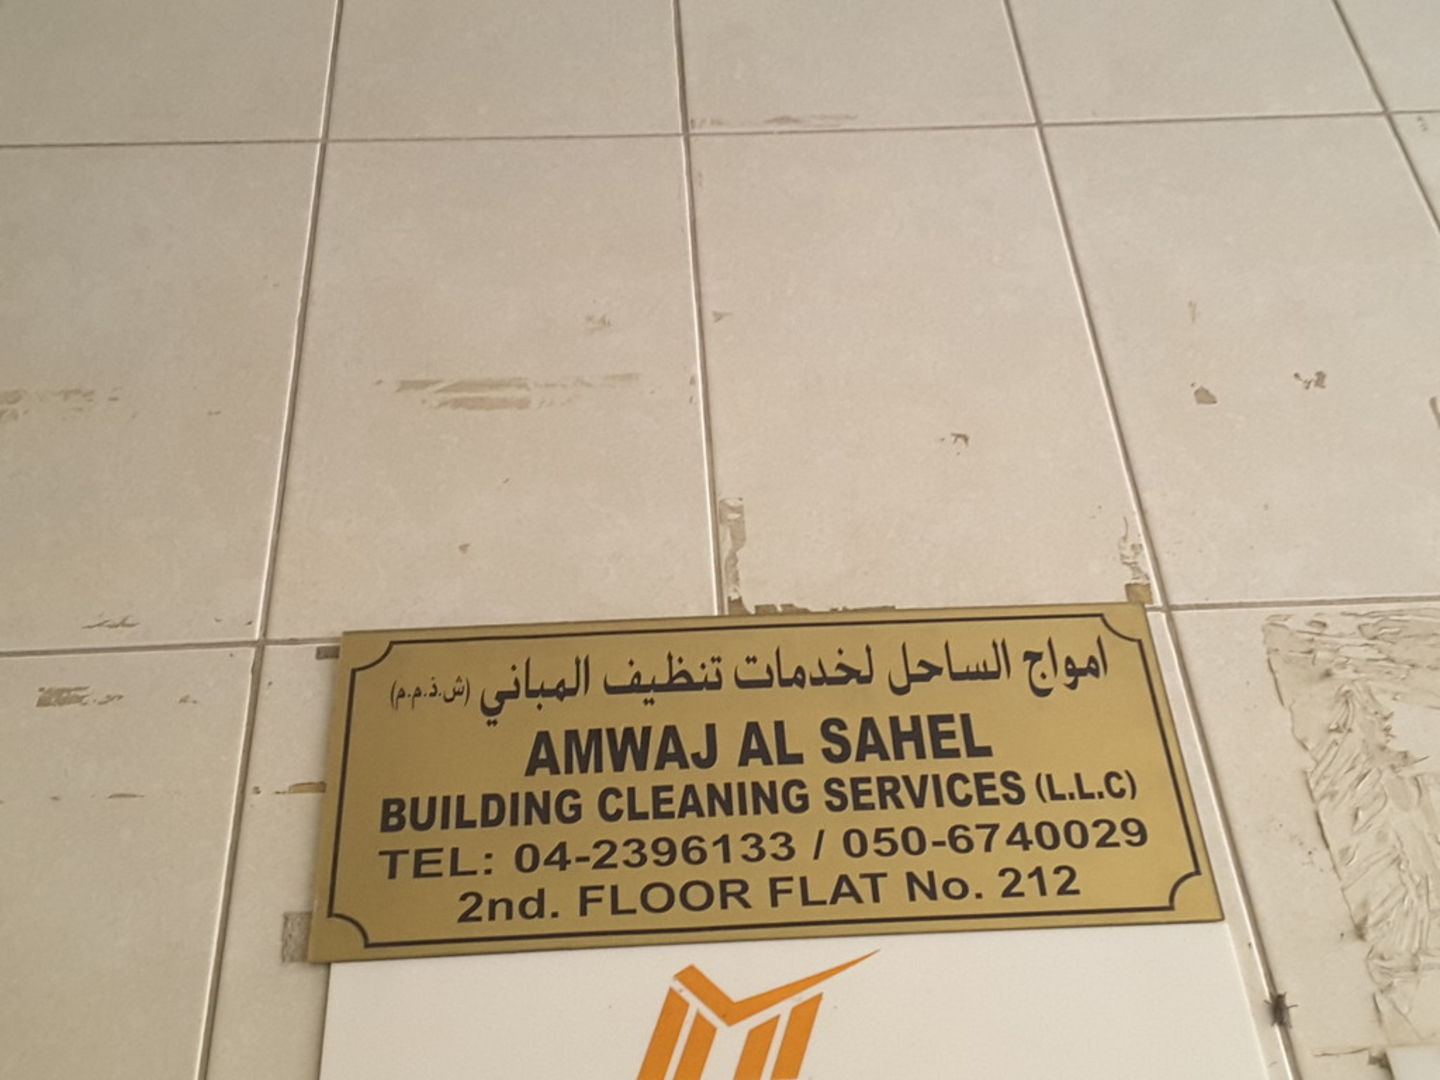 امواج الساحل لخدمات تنظيف المباني (ش.ذ.م.م)
AMWAJ AL SAHEL
BUILDING CLEANING SERVICES (L.L.C)
TEL: 04-2396133 / 050-6740029
2nd. FLOOR FLAT No. 212